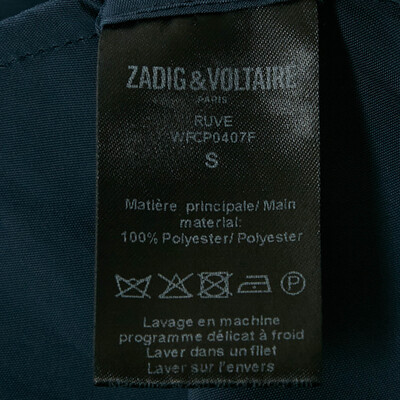 ZADIG & VOLTAIRE
PARIS
RUVE
WFCP0407F
S
Matière principale/ Main
material:
100% Polyester/ Polyester
P
Lavage en machine
programme délicat à froid
Laver dans un filet
Laver sur l'envers